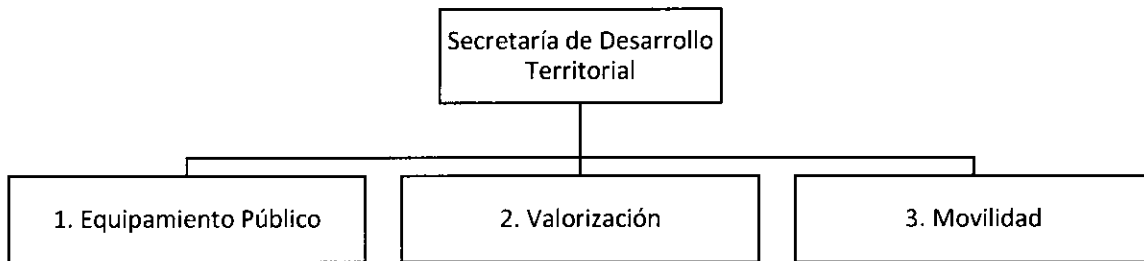 Secretaría de Desarrollo
Territorial
1. Equipamiento Público
2. Valorización
3. Movilidad